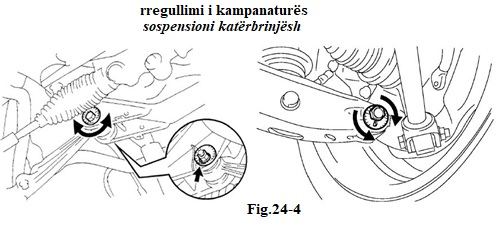 rregullimi i kampanaturës
sospensioni katërbrinjësh
Fig.24-4